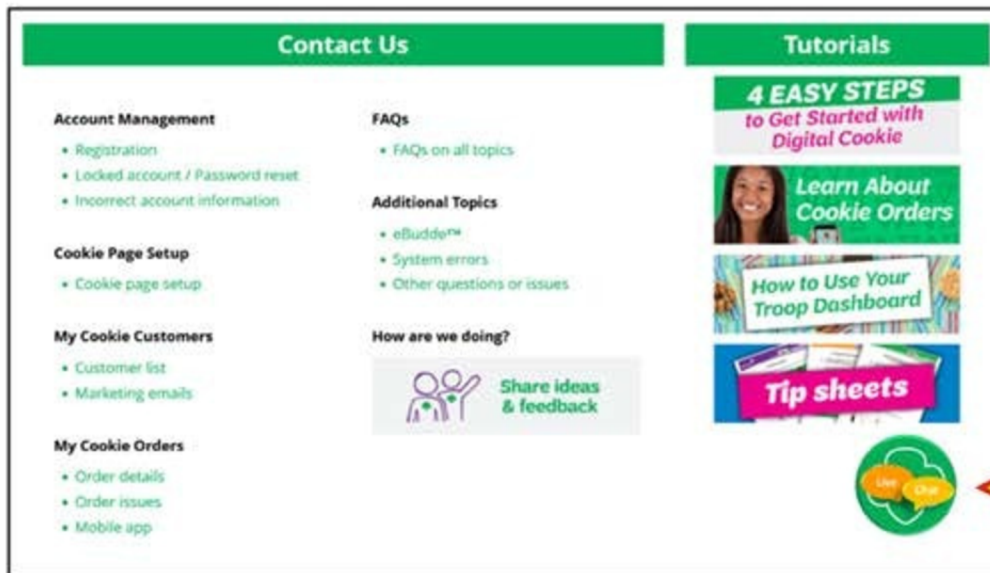 Contact Us
Account Management
• Registration
• Locked account / Password reset
• Incorrect account information
Cookie Page Setup
• Cookie page setup
My Cookie Customers
• Customer list
• Marketing emails
My Cookie Orders
• Order details
• Order issues
• Mobile app
FAQs
• FAQs on all topics
Additional Topics
• eBudde™
• System errors
• Other questions or issues
How are we doing?
Share ideas
& feedback
Tutorials
4 EASY STEPS
to Get Started with
Digital Cookie
Learn About
Cookie Orders
How to Use Your
Troop Dashboard
Tip sheets
Live
Chat